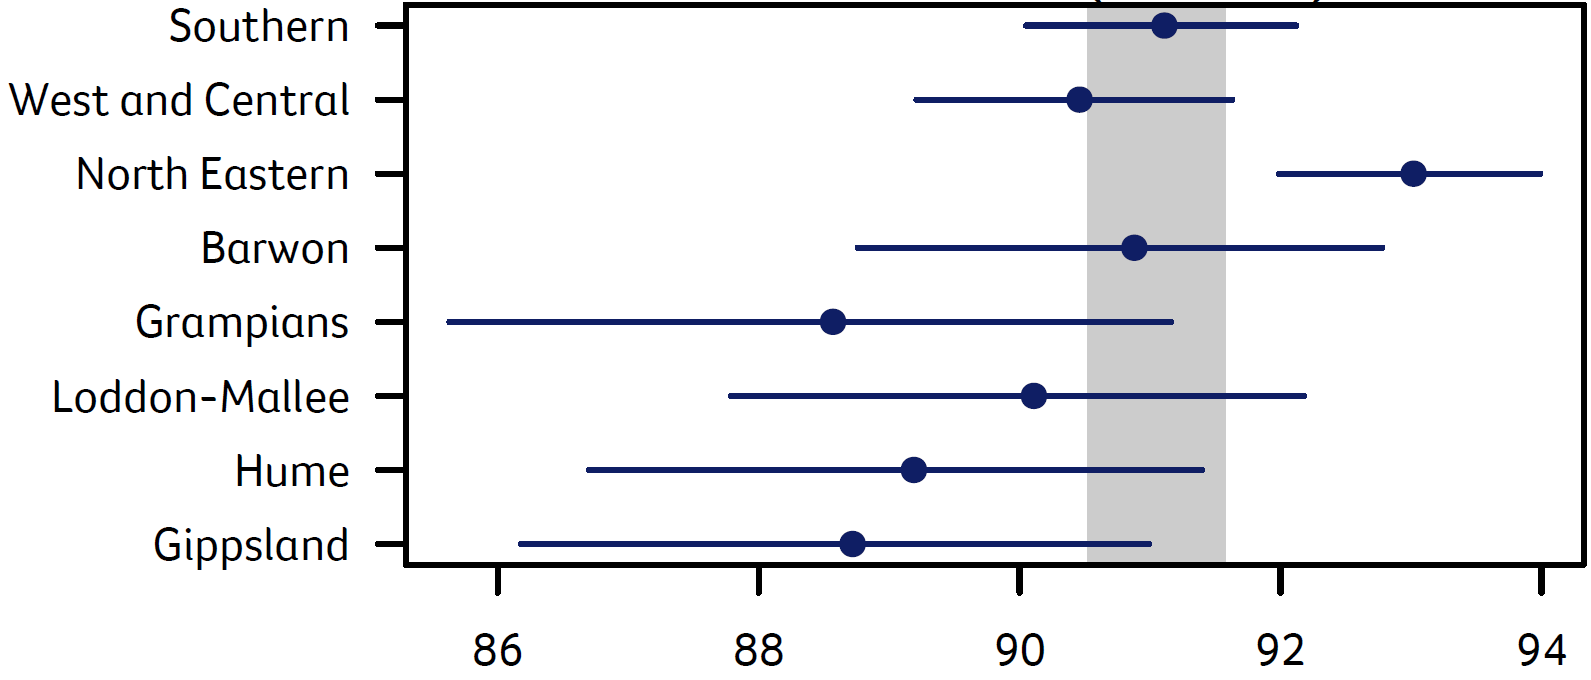 Southern
West and Central
North Eastern
Barwon
Grampians
Loddon-Mallee
Hume
Gippsland
86 88 90 92 94